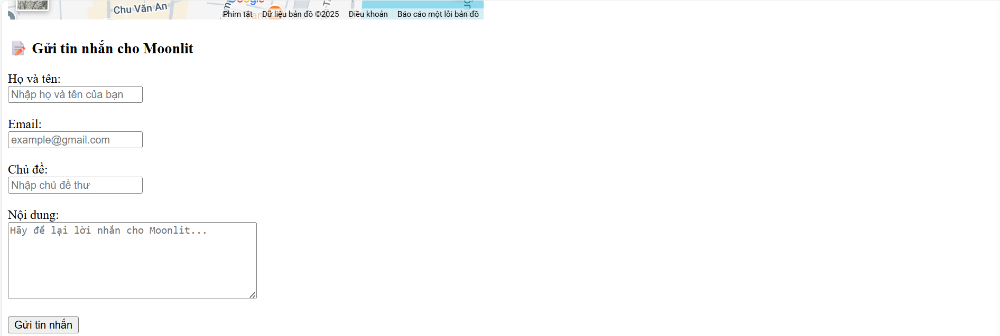 Chu Văn An
Phím tắt Dữ liệu bản đồ ©2025 Điều khoản Báo cáo một lỗi bản đồ
Gửi tin nhắn cho Moonlit
Họ và tên:
Nhập họ và tên của bạn
Email:
example@gmail.com
Chủ đề:
Nhập chủ đề thư
Nội dung:
Hãy để lại lời nhắn cho Moonlit...
Gửi tin nhắn